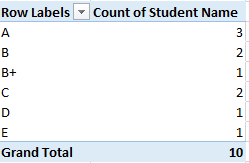 Row Labels Count of Student Name
A 3
B 2
B+ 1
C 2
D 1
E 1
Grand Total 10